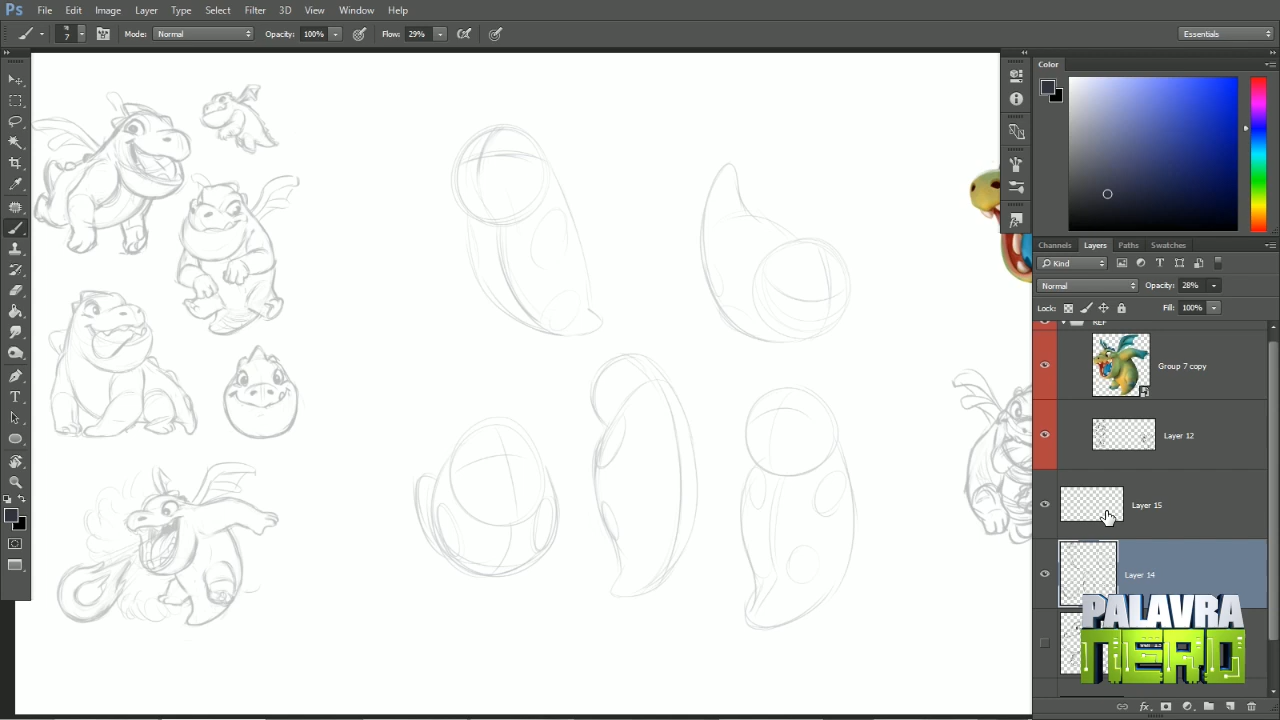 Ps File Edit Image Layer Type Select Filter 3D View Window Help
7 Mode: Normal Opacity: 100% Flow: 29% Essentials
Color
Channels Layers Paths Swatches
Kind
Normal Opacity: 28%
Lock: Fill: 100%
REF
Group 7 copy
Layer 12
Layer 15
Layer 14
PALAVRA
NERD
fx